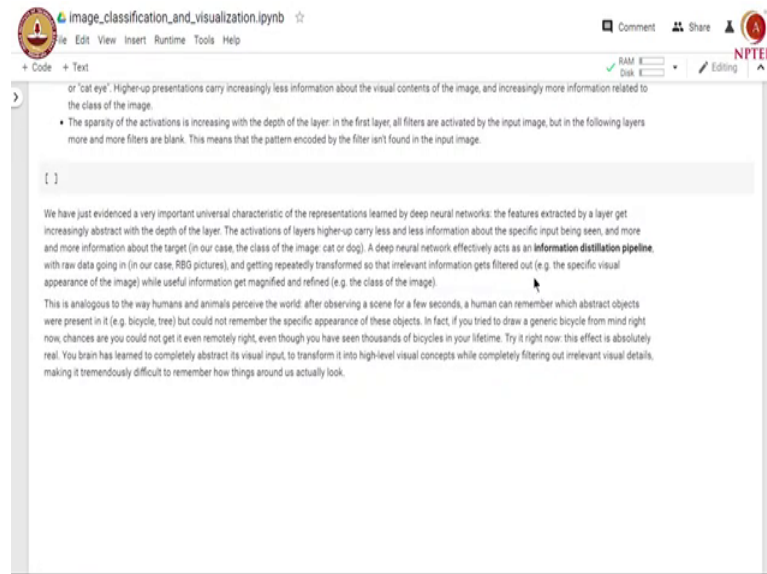 image_classification_and_visualization.ipynb
File Edit View Insert Runtime Tools Help
Comment Share
NPTEL
+ Code + Text
RAM
Disk
Editing
or "cat eye". Higher-up presentations carry increasingly less information about the visual contents of the image, and increasingly more information related to
the class of the image.
• The sparsity of the activations is increasing with the depth of the layer: in the first layer, all filters are activated by the input image, but in the following layers
more and more filters are blank. This means that the pattern encoded by the filter isn't found in the input image.
[ ]
We have just evidenced a very important universal characteristic of the representations learned by deep neural networks: the features extracted by a layer get
increasingly abstract with the depth of the layer. The activations of layers higher-up carry less and less information about the specific input being seen, and more
and more information about the target (in our case, the class of the image: cat or dog). A deep neural network effectively acts as an information distillation pipeline,
with raw data going in (in our case, RBG pictures), and getting repeatedly transformed so that irrelevant information gets filtered out (e.g. the specific visual
appearance of the image) while useful information get magnified and refined (e.g. the class of the image).
This is analogous to the way humans and animals perceive the world: after observing a scene for a few seconds, a human can remember which abstract objects
were present in it (e.g. bicycle, tree) but could not remember the specific appearance of these objects. In fact, if you tried to draw a generic bicycle from mind right
now, chances are you could not get it even remotely right, even though you have seen thousands of bicycles in your lifetime. Try it right now: this effect is absolutely
real. You brain has learned to completely abstract its visual input, to transform it into high-level visual concepts while completely filtering out irrelevant visual details,
making it tremendously difficult to remember how things around us actually look.